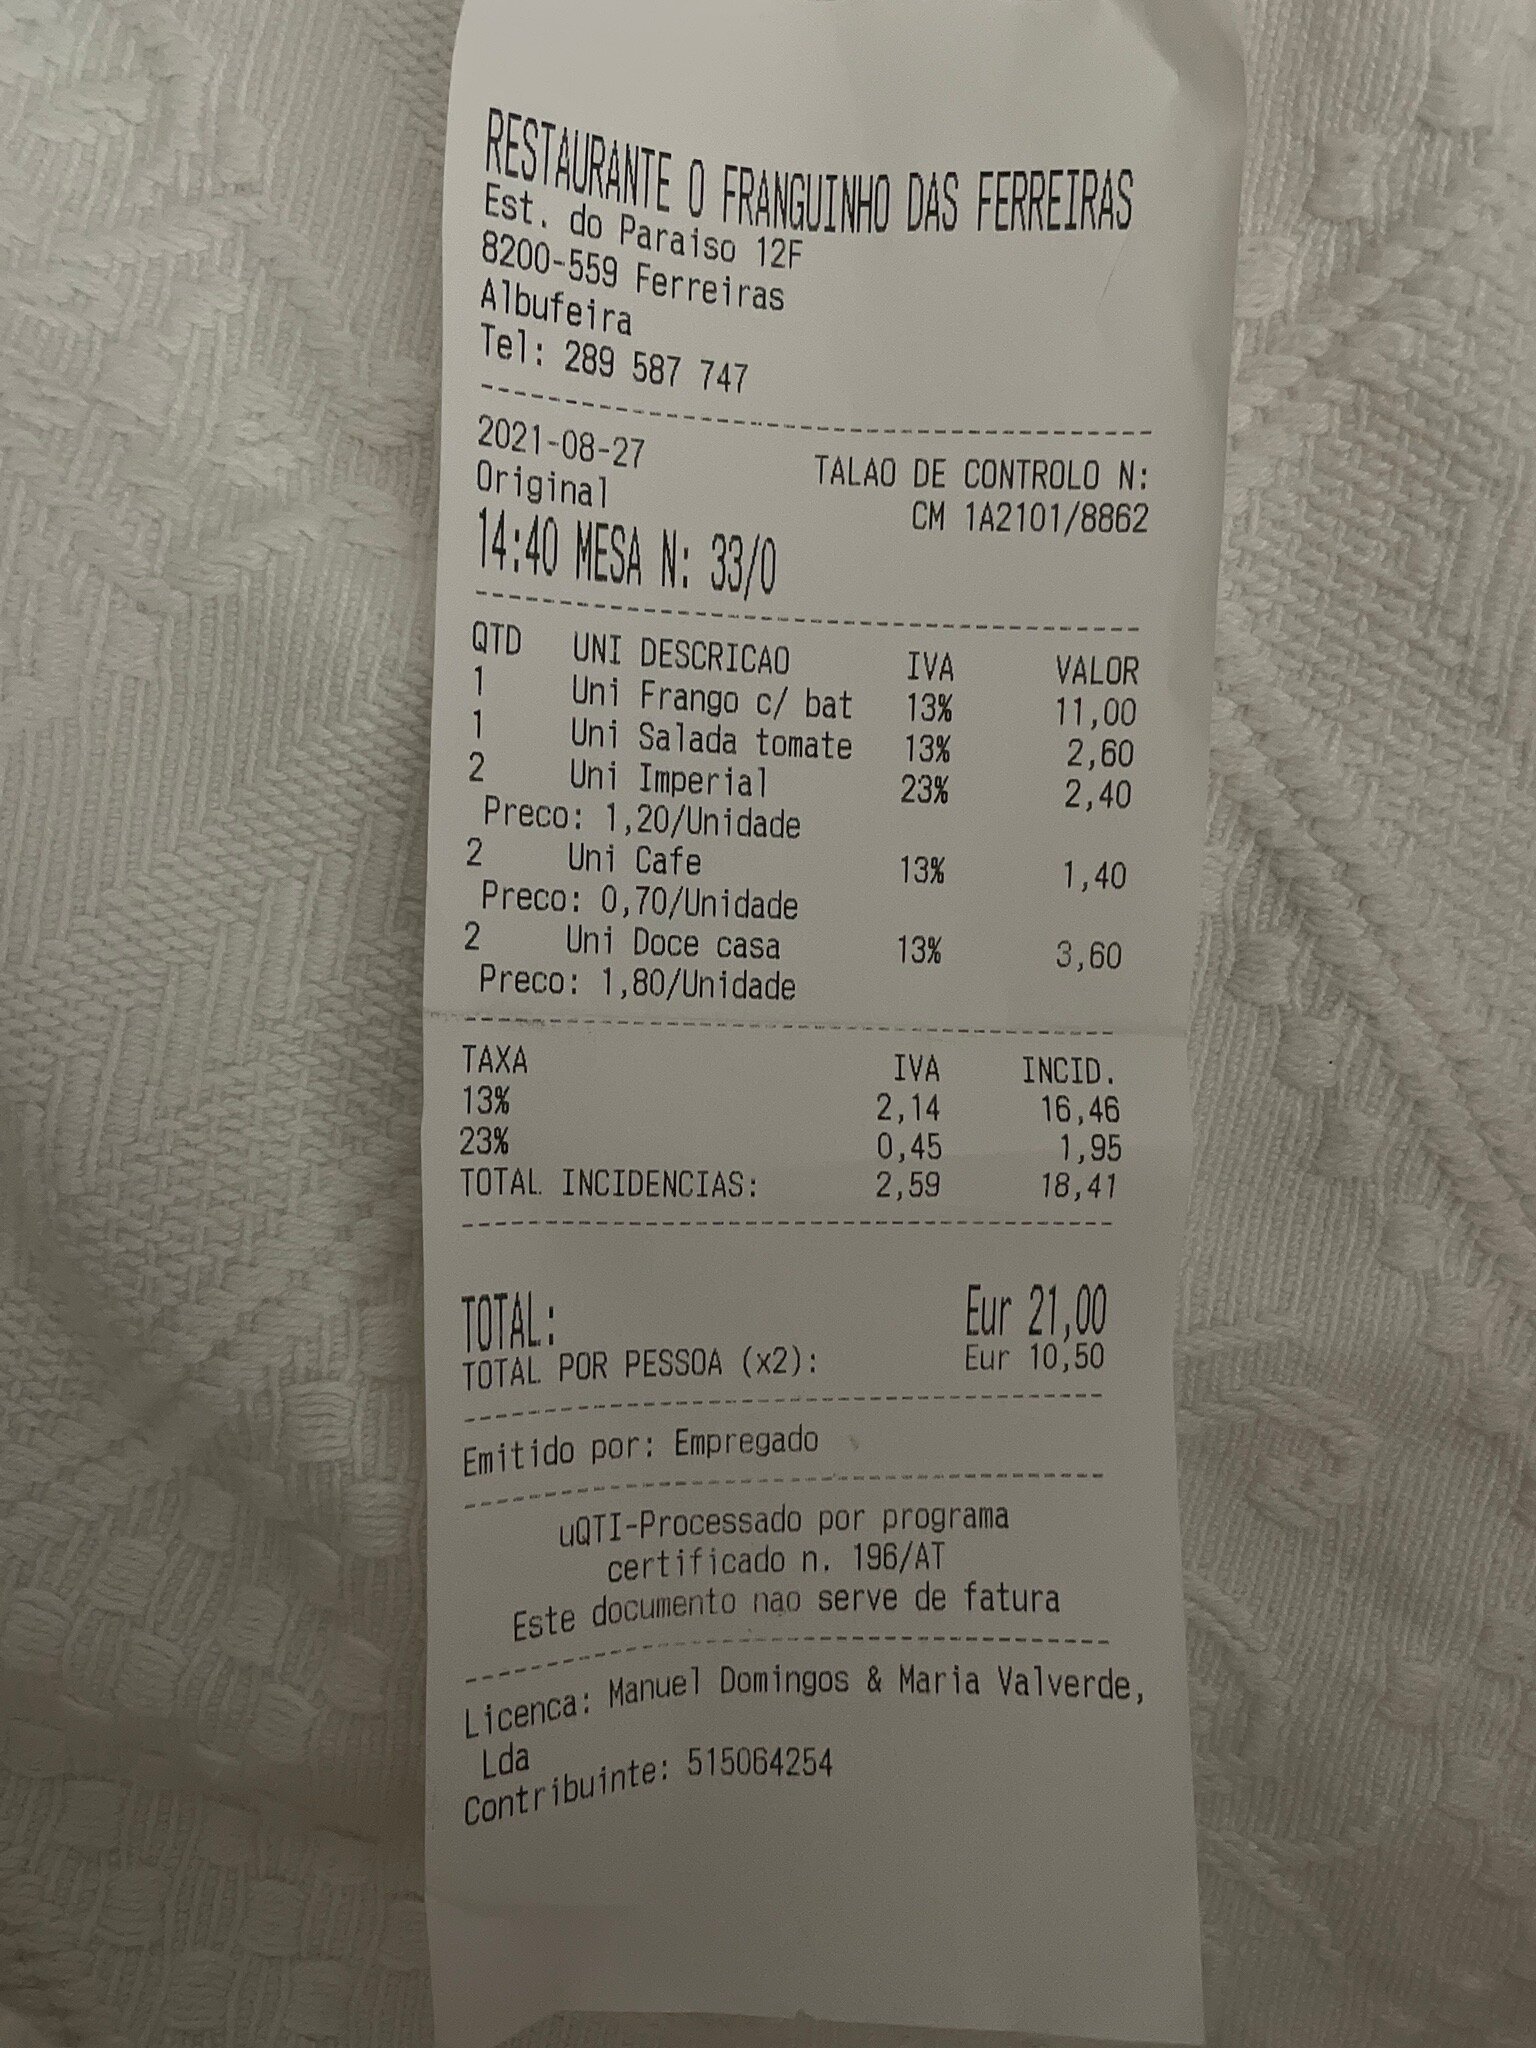 RESTAURANTE O FRANGUINHO DAS FERREIRAS
Est. do Paraiso 12F
8200-559 Ferreiras
Albufeira
Tel: 289 587 747
2021-08-27
Original
TALAO DE CONTROLO N:
CM 1A2101/8862
14:40 MESA N: 33/0
QTD UNI DESCRICAO IVA VALOR
1 Uni Frango c/ bat 13% 11,00
1 Uni Salada tomate 13% 2,60
2 Uni Imperial 23% 2,40
Preco: 1,20/Unidade
2 Uni Cafe 13% 1,40
Preco: 0,70/Unidade
2 Uni Doce casa 13% 3,60
Preco: 1,80/Unidade
TAXA IVA INCID.
13% 2,14 16,46
23% 0,45 1,95
TOTAL INCIDENCIAS: 2,59 18,41
TOTAL: Eur 21,00
TOTAL POR PESSOA (x2): Eur 10,50
Emitido por: Empregado
uQTI-Processado por programa
certificado n. 196/AT
Este documento nao serve de fatura
Licenca: Manuel Domingos & Maria Valverde,
Lda
Contribuinte: 515064254